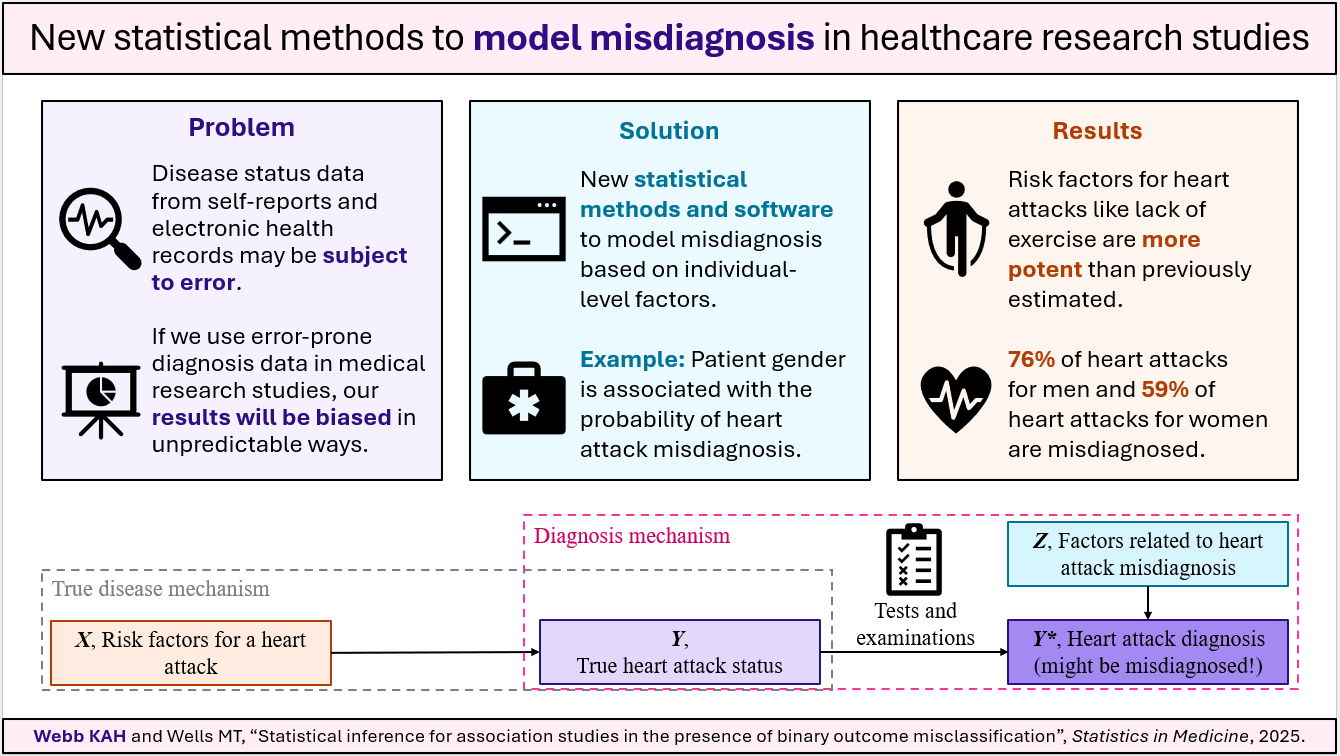 New statistical methods to model misdiagnosis in healthcare research studies
Problem
Disease status data
from self-reports and
electronic health
records may be subject
to error.
If we use error-prone
diagnosis data in medical
research studies, our
results will be biased in
unpredictable ways.
Solution
New statistical
methods and software
to model misdiagnosis
based on individual-
level factors.
Example: Patient gender
is associated with the
probability of heart
attack misdiagnosis.
Results
Risk factors for heart
attacks like lack of
exercise are more
potent than previously
estimated.
76% of heart attacks
for men and 59% of
heart attacks for women
are misdiagnosed.
True disease mechanism
X, Risk factors for a heart
attack
Diagnosis mechanism
Y,
True heart attack status
Tests and
examinations
Z, Factors related to heart
attack misdiagnosis
Y*, Heart attack diagnosis
(might be misdiagnosed!)
Webb KAH and Wells MT, “Statistical inference for association studies in the presence of binary outcome misclassification”, Statistics in Medicine, 2025.